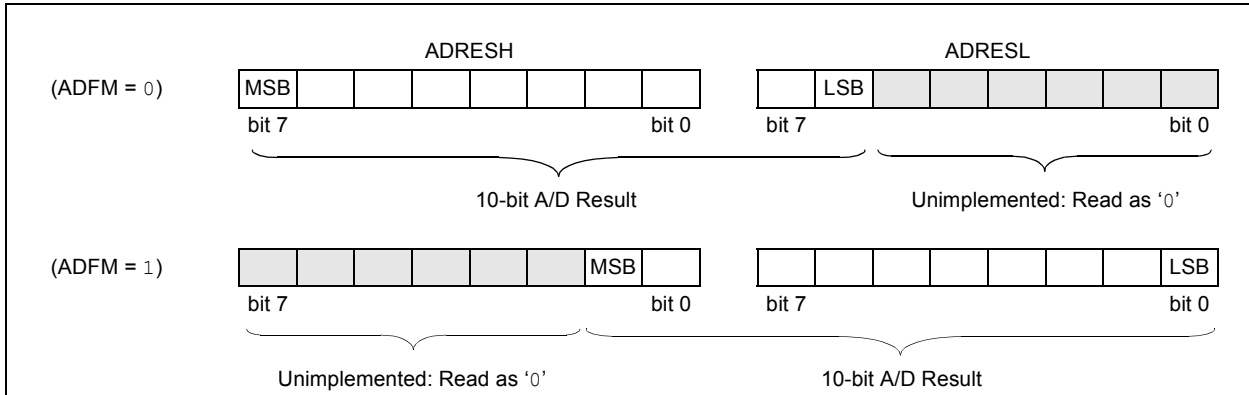 ADRESH ADRESL
(ADFM = 0) MSB LSB
bit 7 bit 0 bit 7 bit 0
10-bit A/D Result Unimplemented: Read as ‘0’
(ADFM = 1) MSB LSB
bit 7 bit 0 bit 7 bit 0
Unimplemented: Read as ‘0’ 10-bit A/D Result